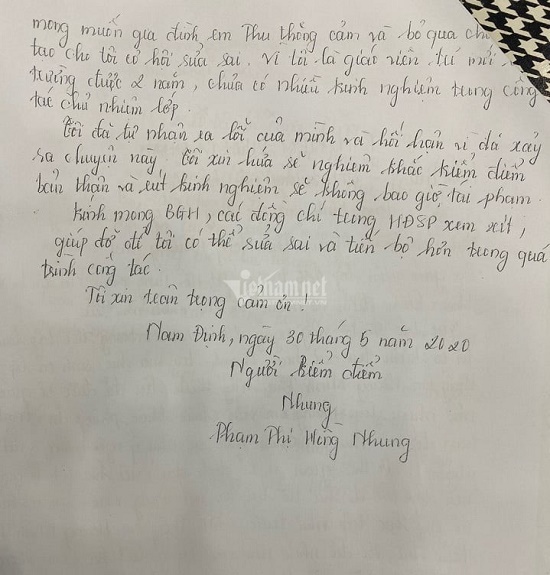 mong muốn gia đình em Thu thông cảm và bỏ qua cho
tạo cho tôi cơ hội sửa sai. Vì tôi là giáo viên, tư mới
trường được 2 năm, chưa có nhiều kinh nghiệm trong công
tác chủ nhiệm lớp.
Tôi đã tự nhận ra lỗi của mình và hối hận vì đã xảy
ra chuyện này. Tôi xin hứa sẽ nghiêm khắc kiểm điểm
bản thân và rút kinh nghiệm sẽ không bao giờ tái phạm.
Kính mong BGH, các đồng chí trong HĐSP xem xét,
giúp đỡ để tôi có thể sửa sai và tiến bộ hơn trong quá
trình công tác.
Vietnamnet
Tôi xin trân trọng cảm ơn!
Nam Định, ngày 30 tháng 5 năm 2020
Người kiểm điểm
Nhung
Phạm Thị Hồng Nhung